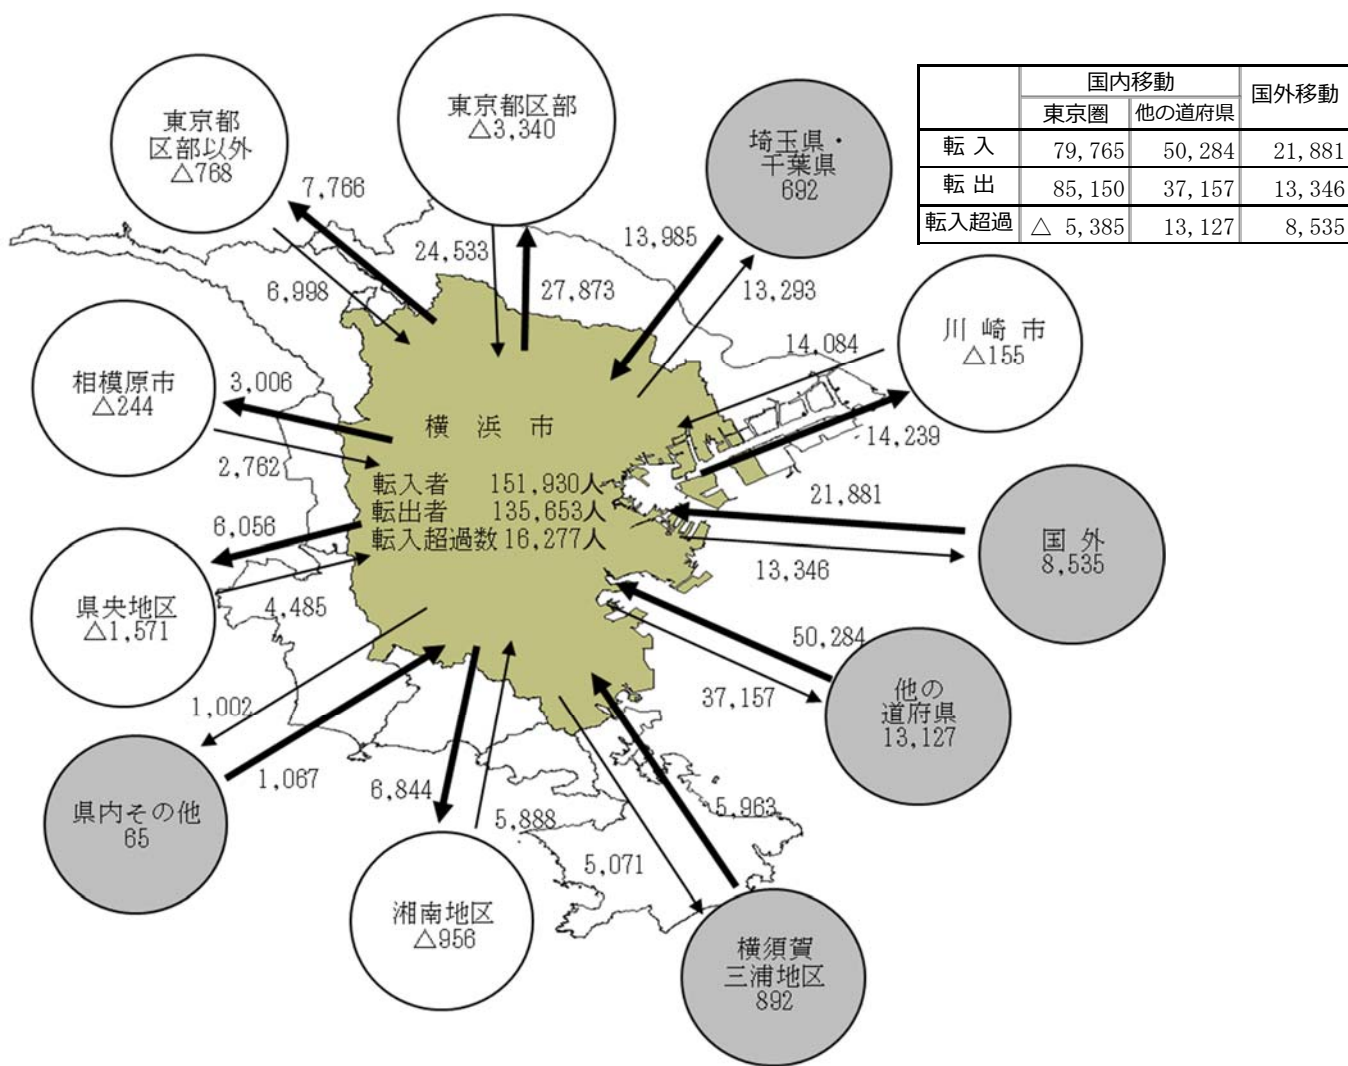 東京都
区部以外
△768
東京都区部
△3,340
埼玉県・
千葉県
692
国内移動 国外移動
東京圏 他の道府県
転 入 79,765 50,284 21,881
転 出 85,150 37,157 13,346
転入超過 △ 5,385 13,127 8,535
7,766
6,998
24,533
27,873
13,985
13,293
川 崎 市
△155
14,084
14,239
相模原市
△244
3,006
2,762
横 浜 市
転入者 151,930人
転出者 135,653人
転入超過数 16,277人
21,881
13,346
国 外
8,535
6,056
4,485
県央地区
△1,571
50,284
37,157
他の
道府県
13,127
1,002
1,067
県内その他
65
6,844
5,888
湘南地区
△956
5,963
5,071
横須賀
三浦地区
892